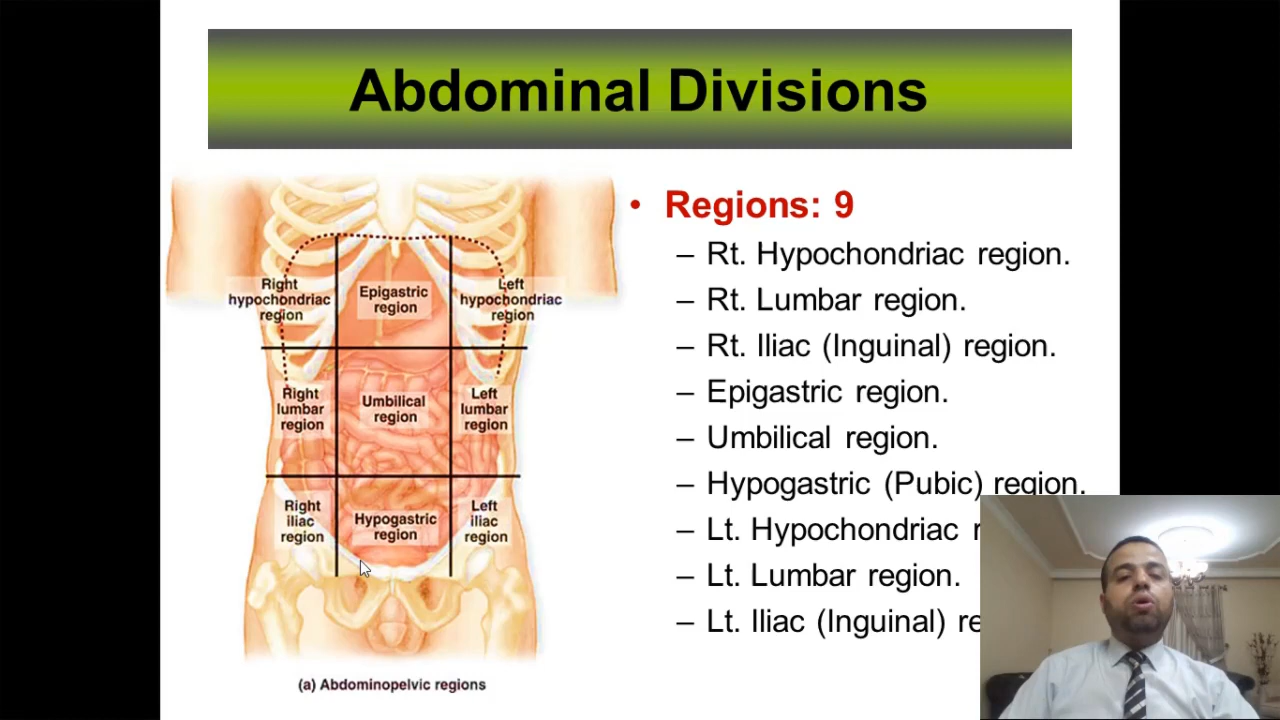 Abdominal Divisions
Right
hypochondriac
region
Epigastric
region
Left
hypochondriac
region
Right
lumbar
region
Umbilical
region
Left
lumbar
region
Right
iliac
region
Hypogastric
region
Left
iliac
region
(a) Abdominopelvic regions
• Regions: 9
– Rt. Hypochondriac region.
– Rt. Lumbar region.
– Rt. Iliac (Inguinal) region.
– Epigastric region.
– Umbilical region.
– Hypogastric (Pubic) region.
– Lt. Hypochondriac
– Lt. Lumbar region.
– Lt. Iliac (Inguinal)